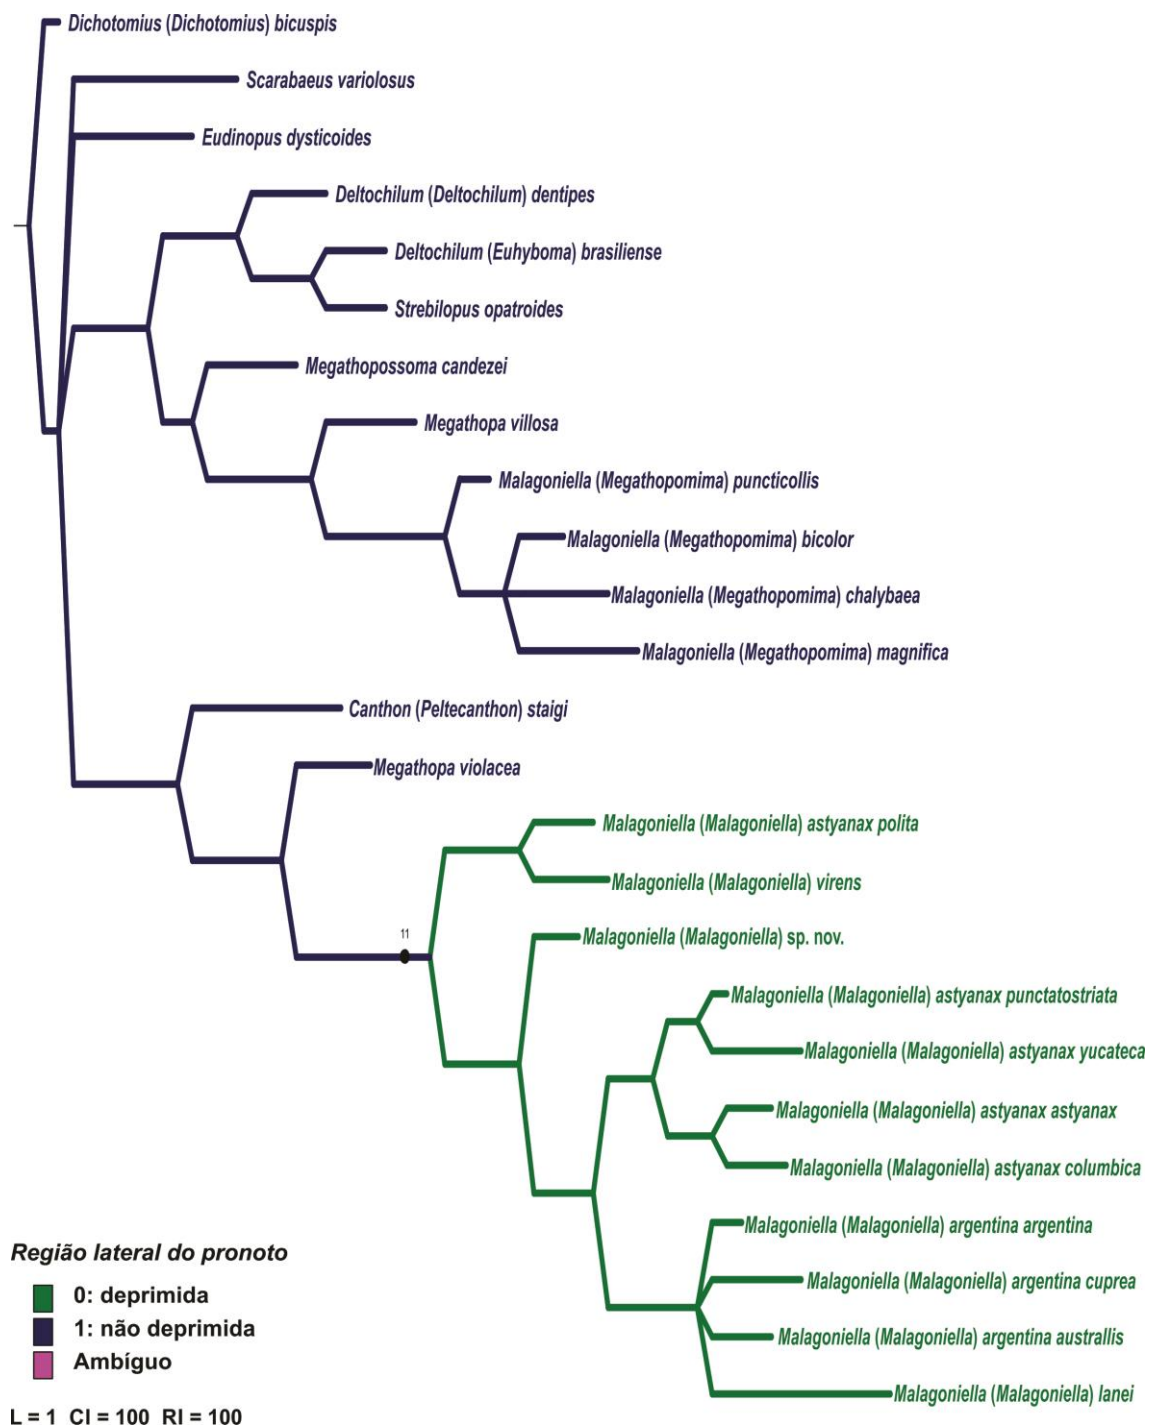 Dichotomius (Dichotomius) bicuspis
Scarabaeus variolosus
Eudinopus dysticoides
Deltochilum (Deltochilum) dentipes
Deltochilum (Euhyboma) brasiliense
Strebilopus opatroides
Megathopossoma candezei
Megathopa villosa
Malagoniella (Megathopomima) puncticollis
Malagoniella (Megathopomima) bicolor
Malagoniella (Megathopomima) chalybaea
Malagoniella (Megathopomima) magnifica
Canthon (Peltecanthon) staigi
Megathopa violacea
Malagoniella (Malagoniella) astyanax polita
Malagoniella (Malagoniella) virens
11
Malagoniella (Malagoniella) sp. nov.
Malagoniella (Malagoniella) astyanax punctatostriata
Malagoniella (Malagoniella) astyanax yucateca
Malagoniella (Malagoniella) astyanax astyanax
Malagoniella (Malagoniella) astyanax columbica
Malagoniella (Malagoniella) argentina argentina
Malagoniella (Malagoniella) argentina cuprea
Malagoniella (Malagoniella) argentina australlis
Malagoniella (Malagoniella) lanei
Região lateral do pronoto
0: deprimida
1: não deprimida
Ambíguo
L = 1 CI = 100 RI = 100